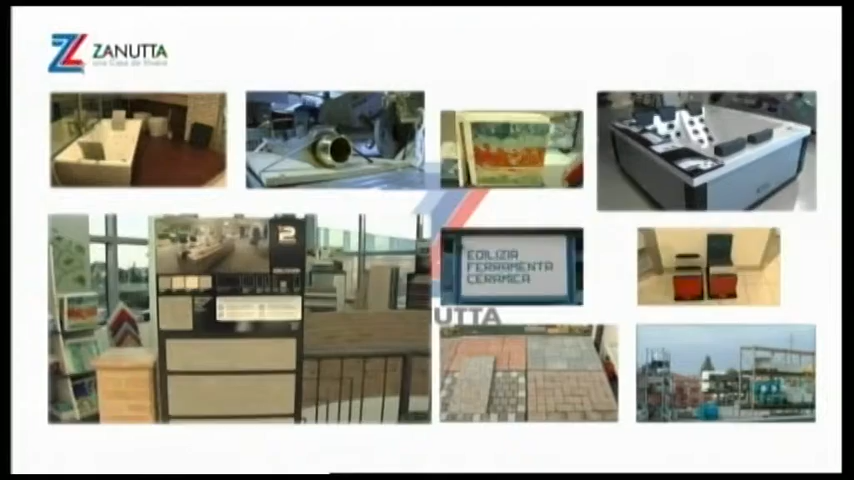 ZANUTTA
una Casa da Vivere
EDILIZIA
FERRAMENTA
CERAMICA
UTTA